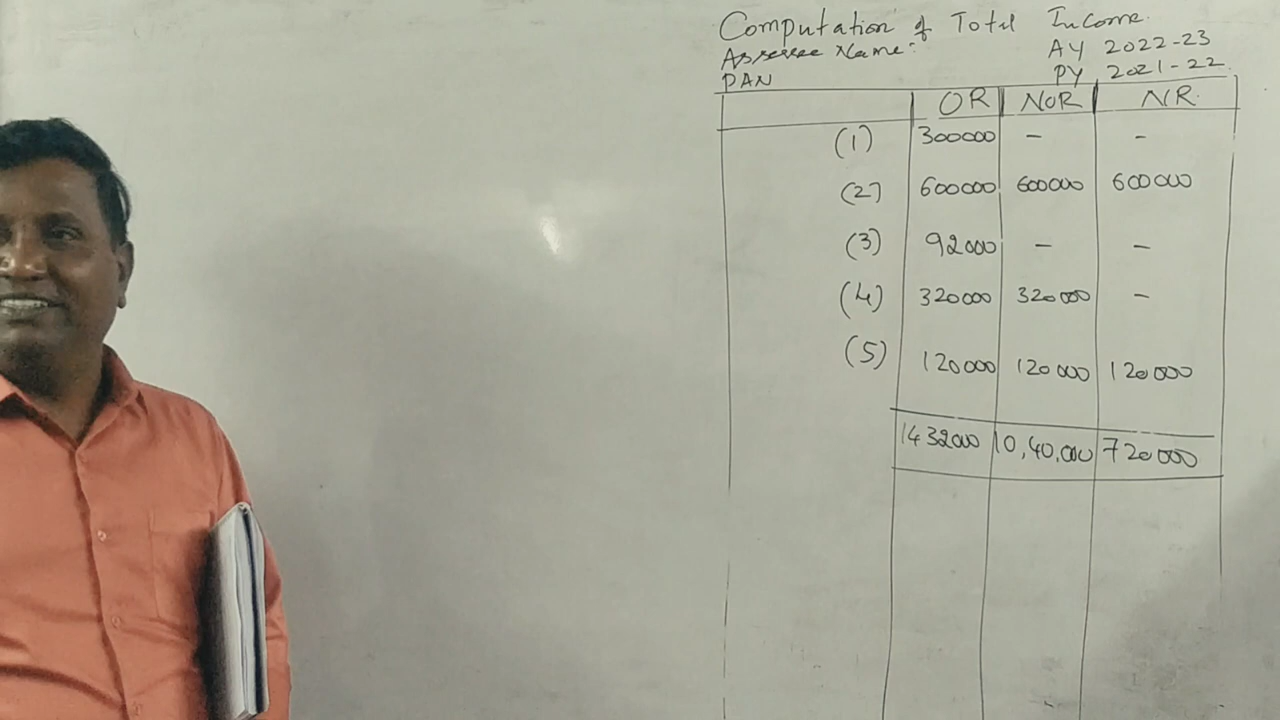 Computation of Total Income.
Assessee Name:
AY 2022-23
PAN
PY 2021-22.
OR NOR NR.
(1) 300000 - -
(2) 600000 600000 600000
(3) 92000 - -
(4) 320000 320000 -
(5) 120000 120000 120000
1432000 10,40,000 720000